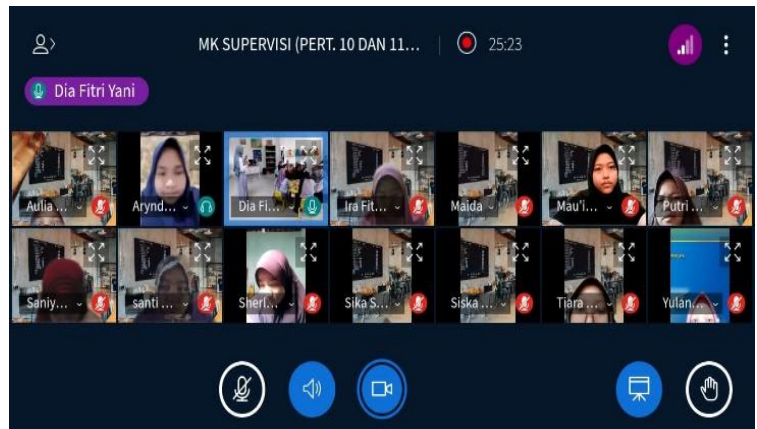 MK SUPERVISI (PERT. 10 DAN 11... 25:23
Dia Fitri Yani
Aulia ... Arynd... Dia Fi... Ira Fit... Maida Mau'i... Putri ...
Saniy... santi ... Sherl... Sika S... Siska ... Tiara ... Yulan...